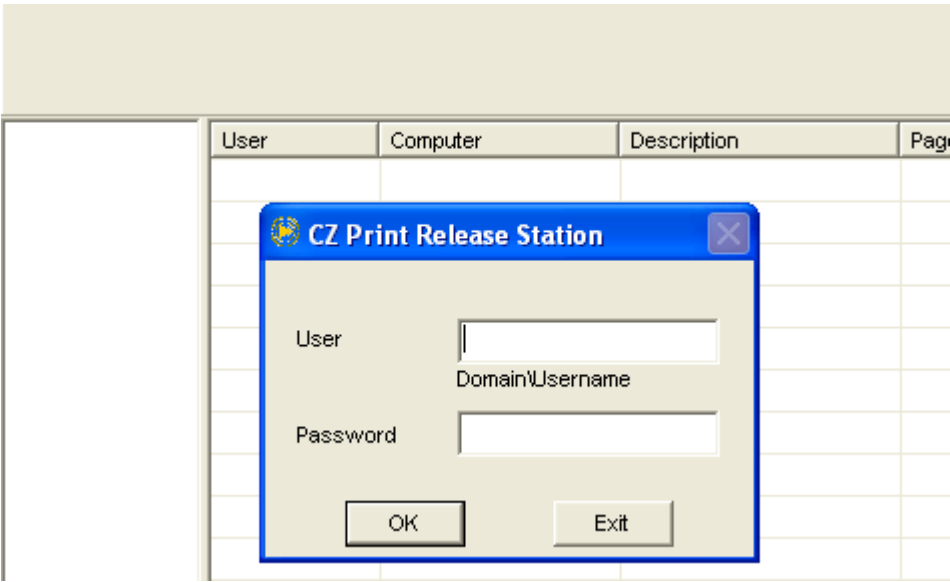 User Computer Description Page
CZ Print Release Station
User
Domain\Username
Password
OK Exit